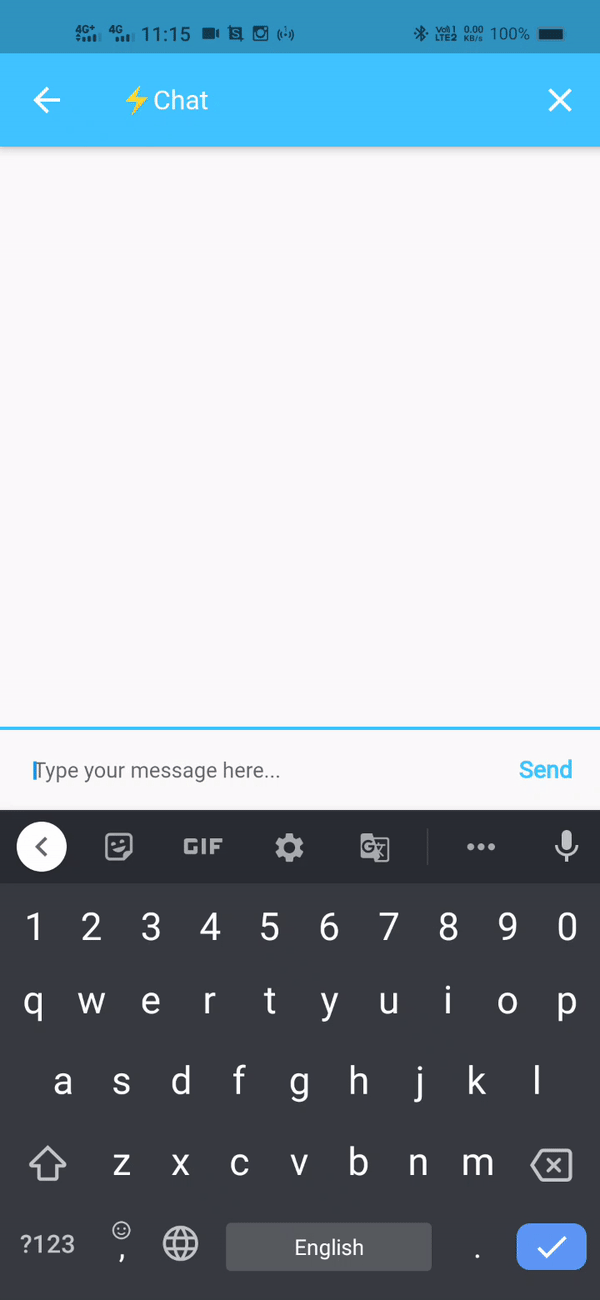 4G+ 4G 11:15 Vo)) 1 LTE2 0.00 KB/s 100%
⚡Chat
Type your message here...
Send
GIF G
1 2 3 4 5 6 7 8 9 0
q w e r t y u i o p
a s d f g h j k l
z x c v b n m
?123 , English .